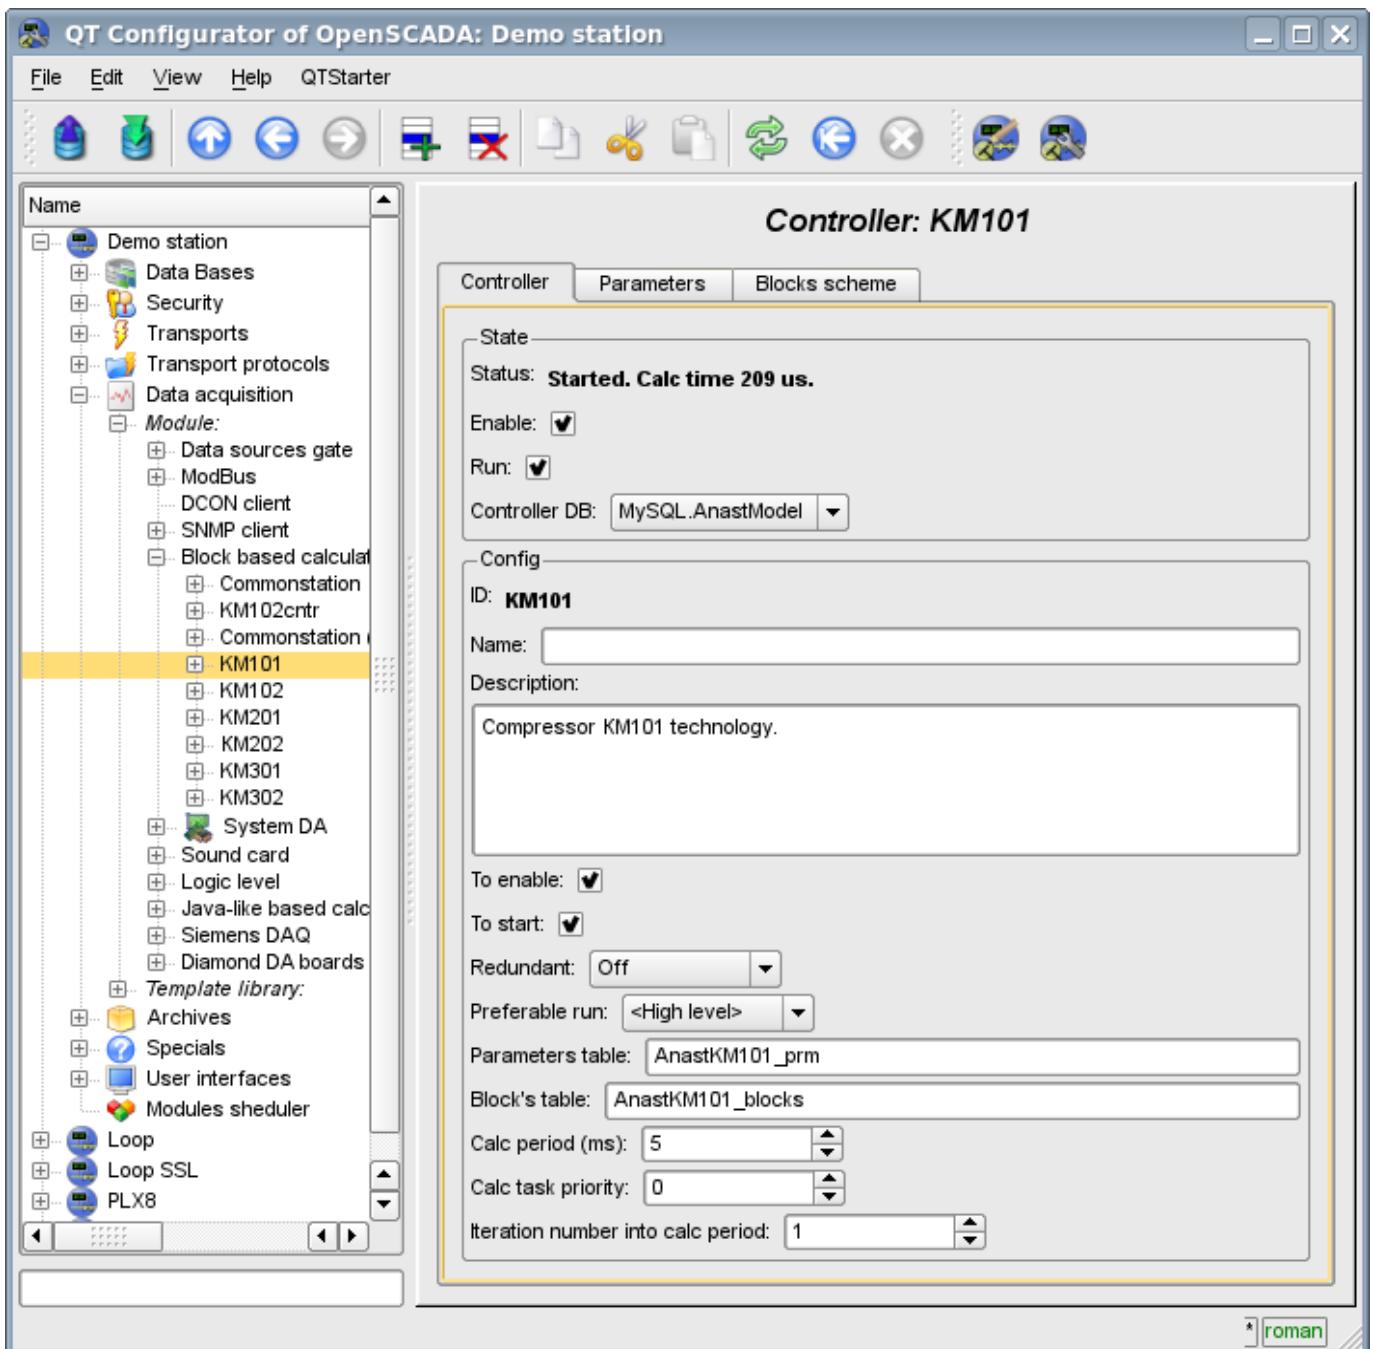 QT Configurator of OpenSCADA: Demo station
File Edit View Help QTStarter
Name
Demo station
Data Bases
Security
Transports
Transport protocols
Data acquisition
Module:
Data sources gate
ModBus
DCON client
SNMP client
Block based calculat
Commonstation
KM102cntr
Commonstation (
KM101
KM102
KM201
KM202
KM301
KM302
System DA
Sound card
Logic level
Java-like based calc
Siemens DAQ
Diamond DA boards
Template library:
Archives
Specials
User interfaces
Modules sheduler
Loop
Loop SSL
PLX8
Controller: KM101
Controller Parameters Blocks scheme
State
Status: Started. Calc time 209 us.
Enable:
Run:
Controller DB: MySQL.AnastModel
Config
ID: KM101
Name:
Description:
Compressor KM101 technology.
To enable:
To start:
Redundant: Off
Preferable run: <High level>
Parameters table: AnastKM101_prm
Block's table: AnastKM101_blocks
Calc period (ms): 5
Calc task priority: 0
Iteration number into calc period: 1
* roman